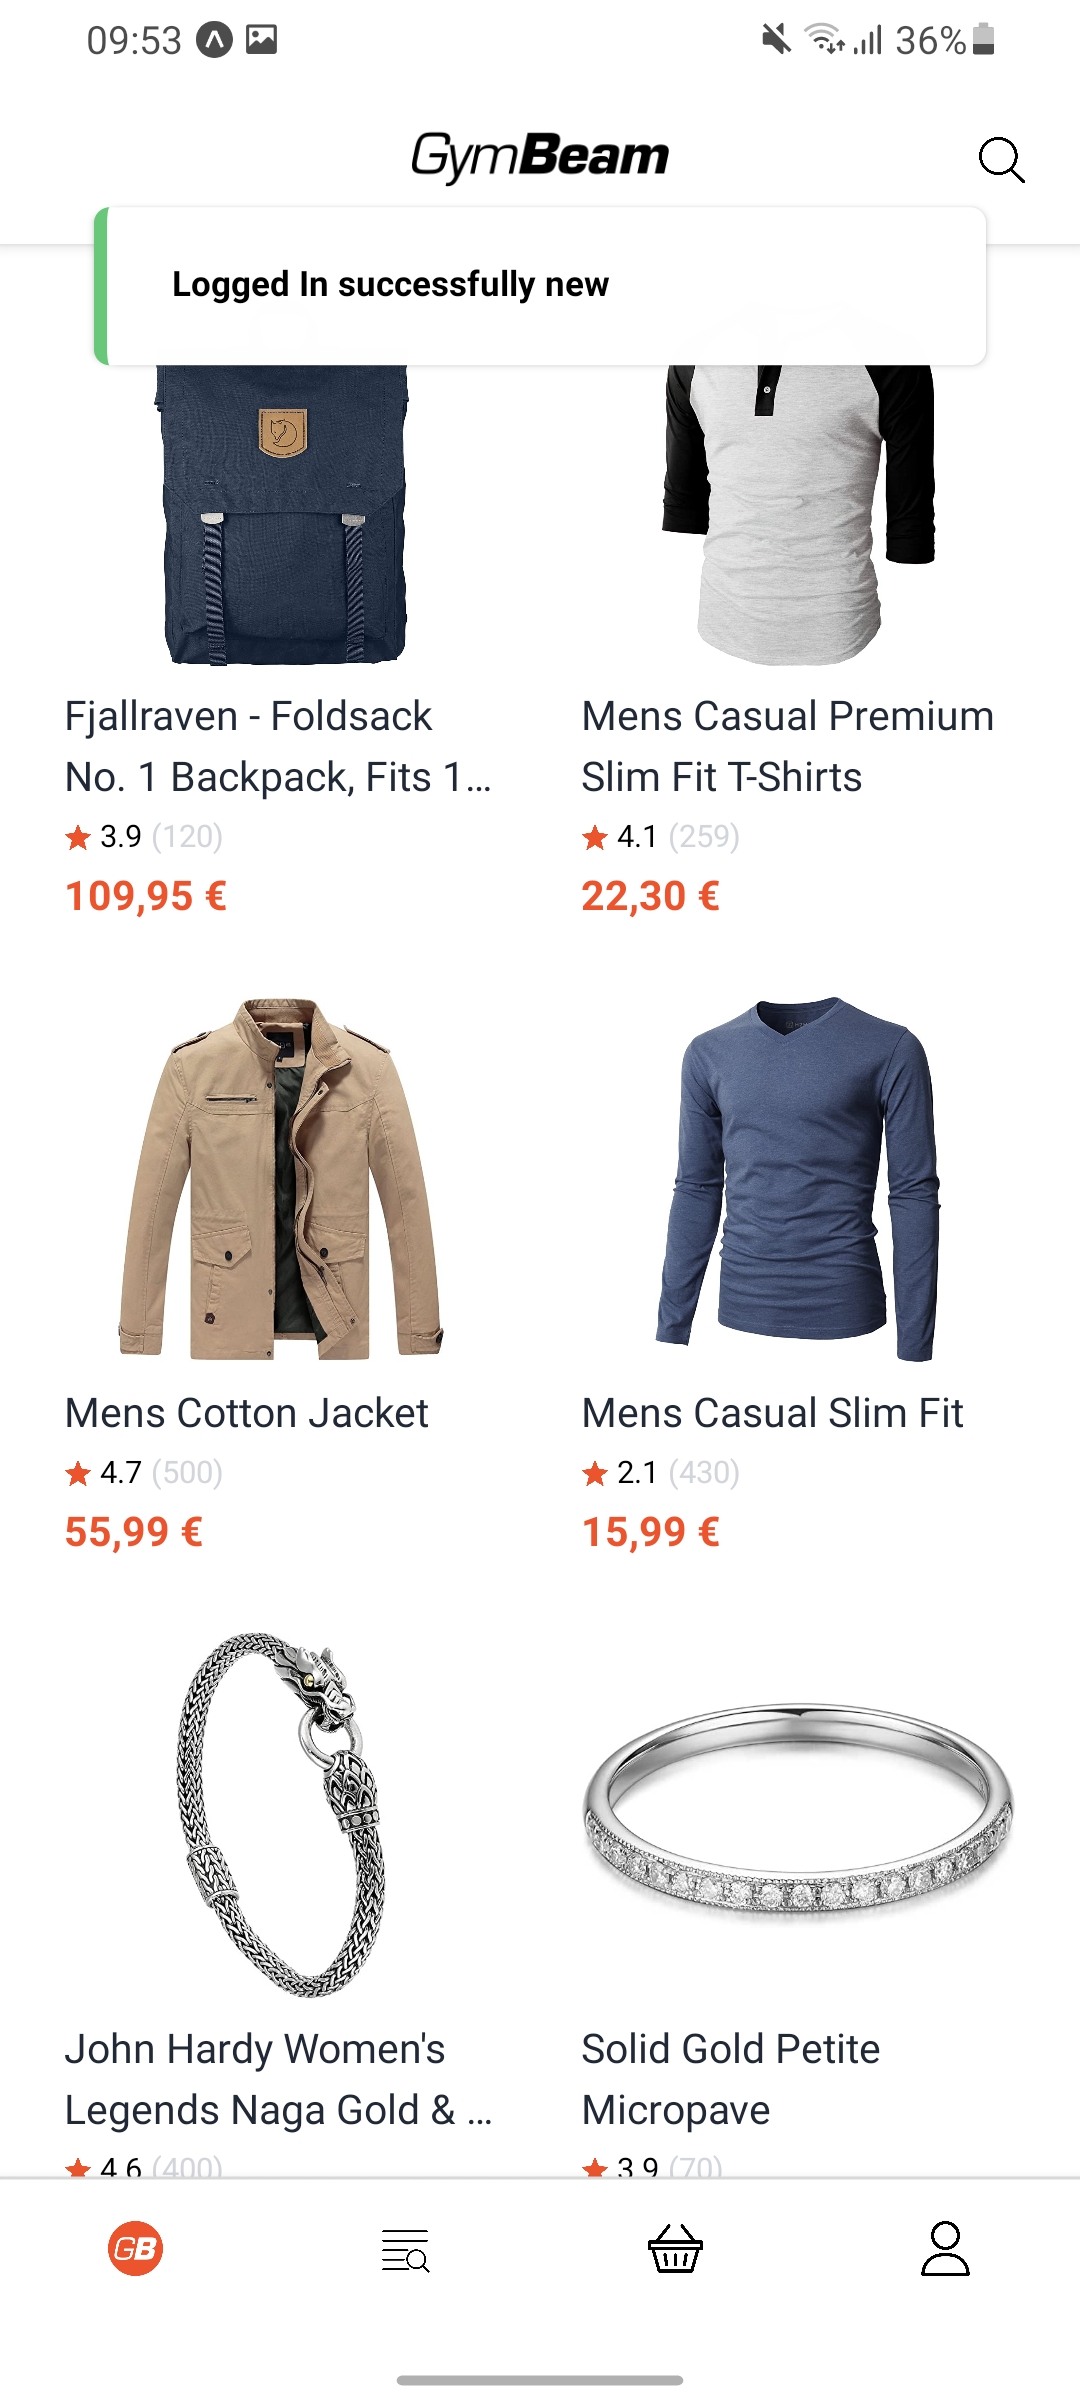 09:53
36%
GymBeam
Logged In successfully new
Fjallraven - Foldsack
No. 1 Backpack, Fits 1...
★ 3.9 (120)
109,95 €
Mens Casual Premium
Slim Fit T-Shirts
★ 4.1 (259)
22,30 €
Mens Cotton Jacket
★ 4.7 (500)
55,99 €
Mens Casual Slim Fit
★ 2.1 (430)
15,99 €
John Hardy Women's
Legends Naga Gold & ...
★ 4.6 (400)
Solid Gold Petite
Micropave
★ 3.9 (70)
GB